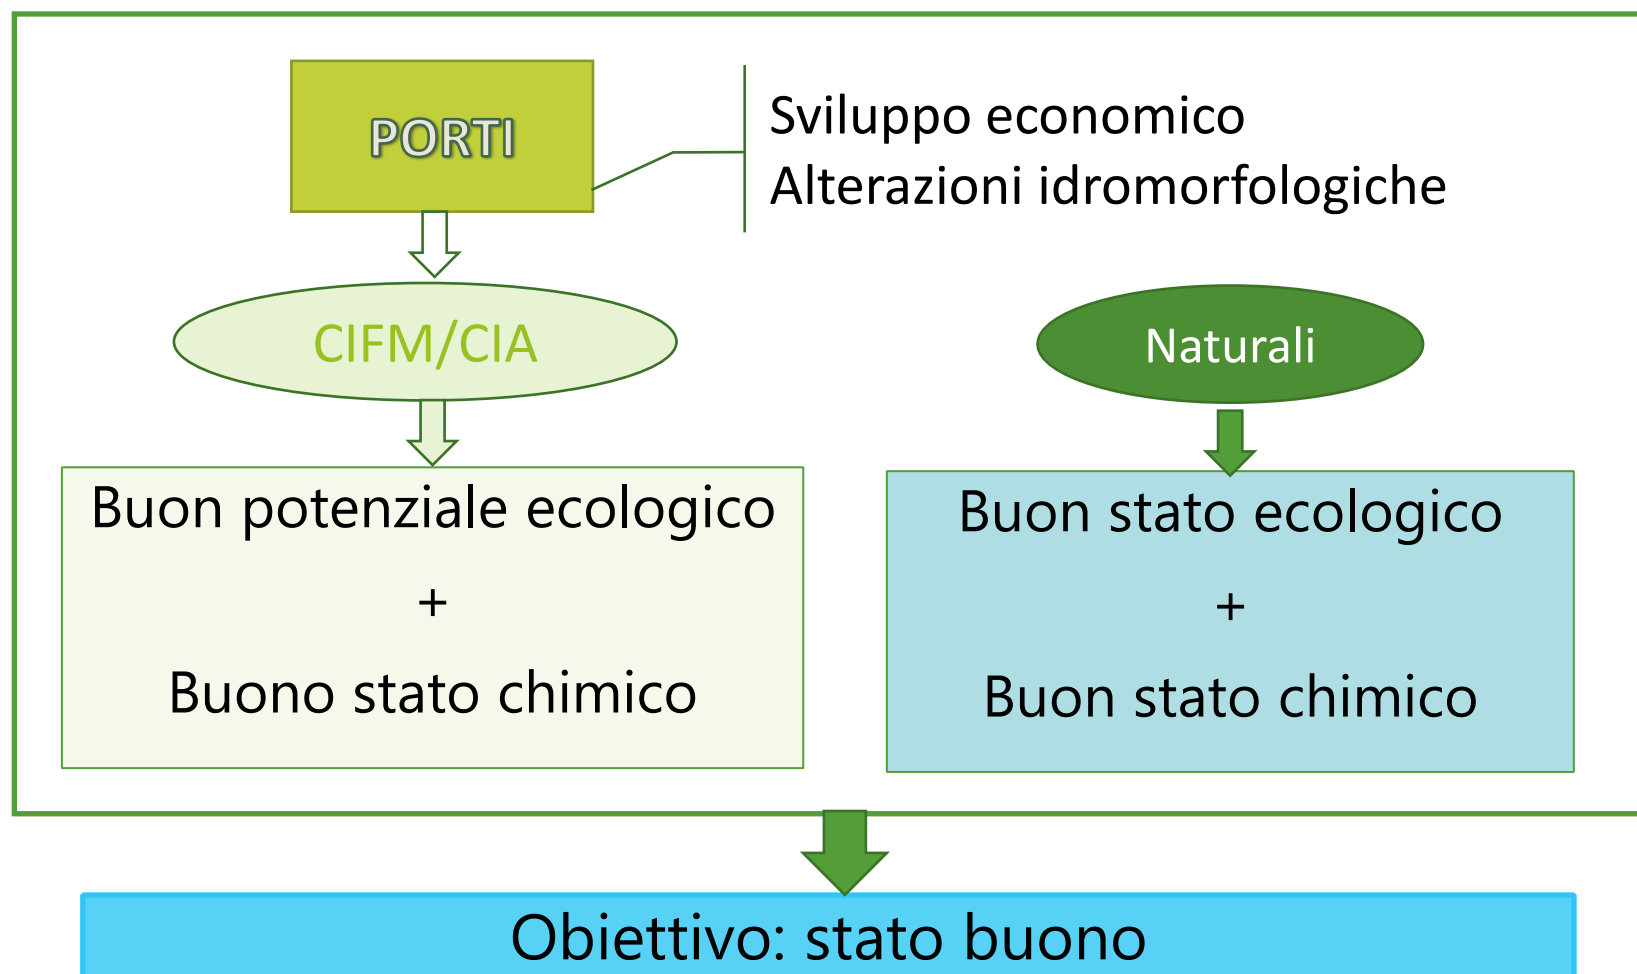 PORTI
Sviluppo economico
Alterazioni idromorfologiche
CIFM/CIA
Naturali
Buon potenziale ecologico
+
Buono stato chimico
Buon stato ecologico
+
Buon stato chimico
Obiettivo: stato buono